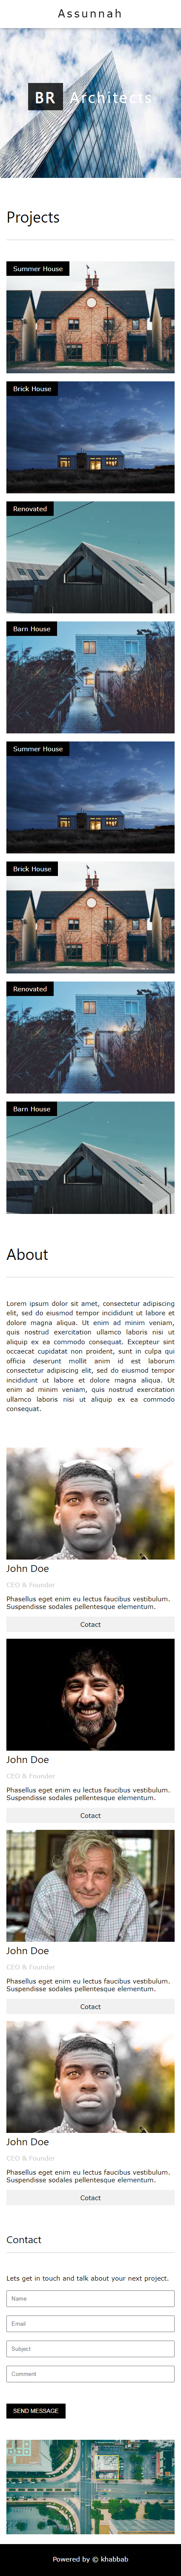 Assunnah
BR Architects
Projects
Summer House
Brick House
Renovated
Barn House
Summer House
Brick House
Renovated
Barn House
About
Lorem ipsum dolor sit amet, consectetur adipiscing
elit, sed do eiusmod tempor incididunt ut labore et
dolore magna aliqua. Ut enim ad minim veniam,
quis nostrud exercitation ullamco laboris nisi ut
aliquip ex ea commodo consequat. Excepteur sint
occaecat cupidatat non proident, sunt in culpa qui
officia deserunt mollit anim id est laborum
consectetur adipiscing elit, sed do eiusmod tempor
incididunt ut labore et dolore magna aliqua. Ut
enim ad minim veniam, quis nostrud exercitation
ullamco laboris nisi ut aliquip ex ea commodo
consequat.
John Doe
CEO & Founder
Phasellus eget enim eu lectus faucibus vestibulum.
Suspendisse sodales pellentesque elementum.
Cotact
John Doe
CEO & Founder
Phasellus eget enim eu lectus faucibus vestibulum.
Suspendisse sodales pellentesque elementum.
Cotact
John Doe
CEO & Founder
Phasellus eget enim eu lectus faucibus vestibulum.
Suspendisse sodales pellentesque elementum.
Cotact
John Doe
CEO & Founder
Phasellus eget enim eu lectus faucibus vestibulum.
Suspendisse sodales pellentesque elementum.
Cotact
Contact
Lets get in touch and talk about your next project.
Name
Email
Subject
Comment
SEND MESSAGE
Powered by © khabbab